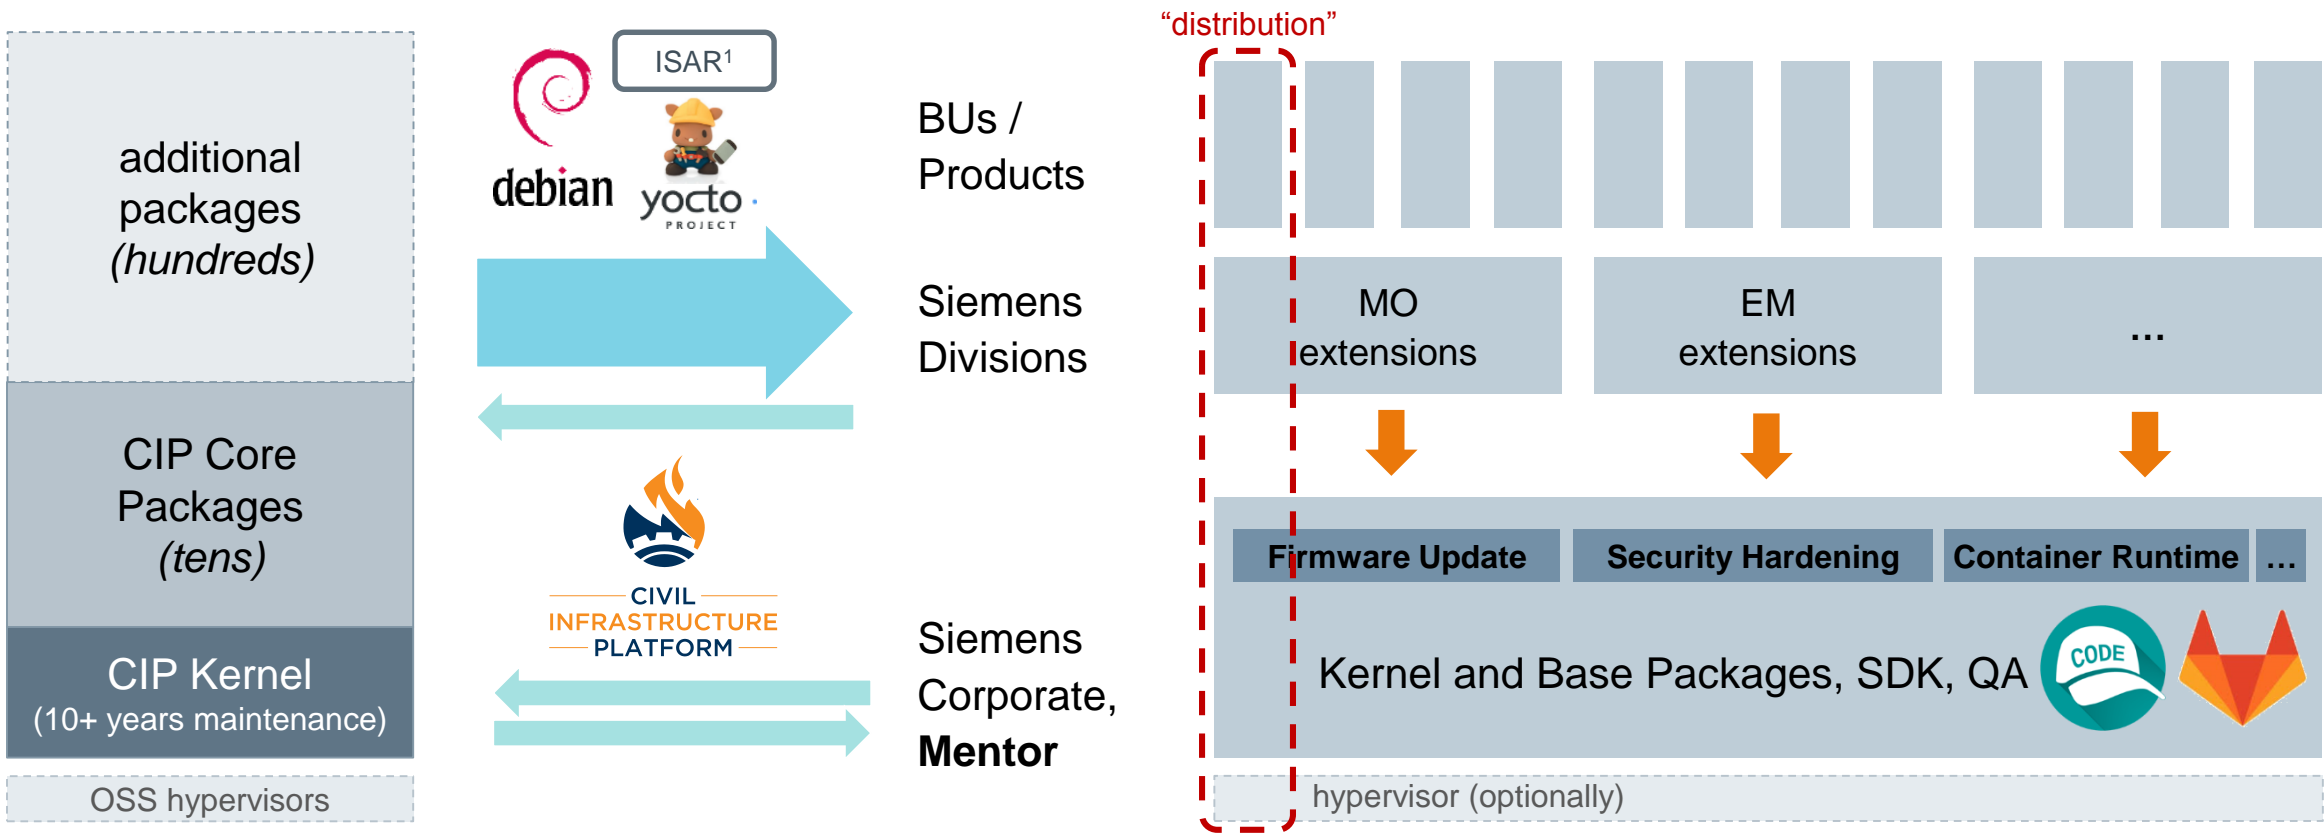 “distribution”
additional
packages
(hundreds)
CIP Core
Packages
(tens)
CIP Kernel
(10+ years maintenance)
OSS hypervisors
ISAR¹
debian
yocto
PROJECT
CIVIL
INFRASTRUCTURE
PLATFORM
BUs /
Products
Siemens
Divisions
Siemens
Corporate,
Mentor
MO
extensions
EM
extensions
...
Firmware Update
Security Hardening
Container Runtime
...
Kernel and Base Packages, SDK, QA
CODE
hypervisor (optionally)